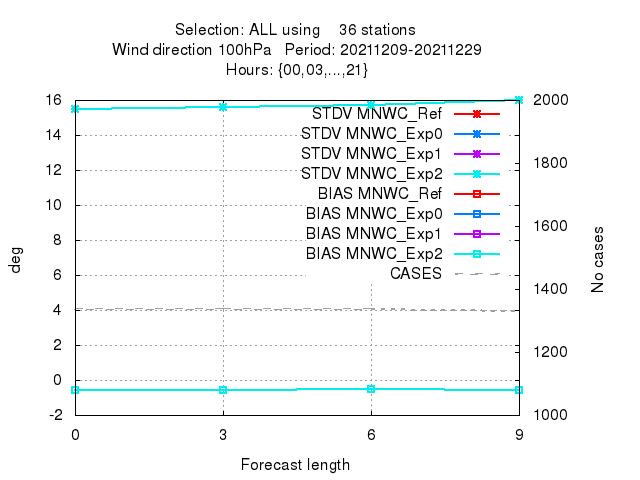 Selection: ALL using    36 stations
Wind direction 100hPa   Period: 20211209-20211229
Hours: {00,03,...,21}
16
14
12
10
8
6
4
2
0
-2
deg
STDV MNWC_Ref
STDV MNWC_Exp0
STDV MNWC_Exp1
STDV MNWC_Exp2
BIAS MNWC_Ref
BIAS MNWC_Exp0
BIAS MNWC_Exp1
BIAS MNWC_Exp2
CASES
2000
1800
1600
1400
1200
1000
No cases
0 3 6 9
Forecast length